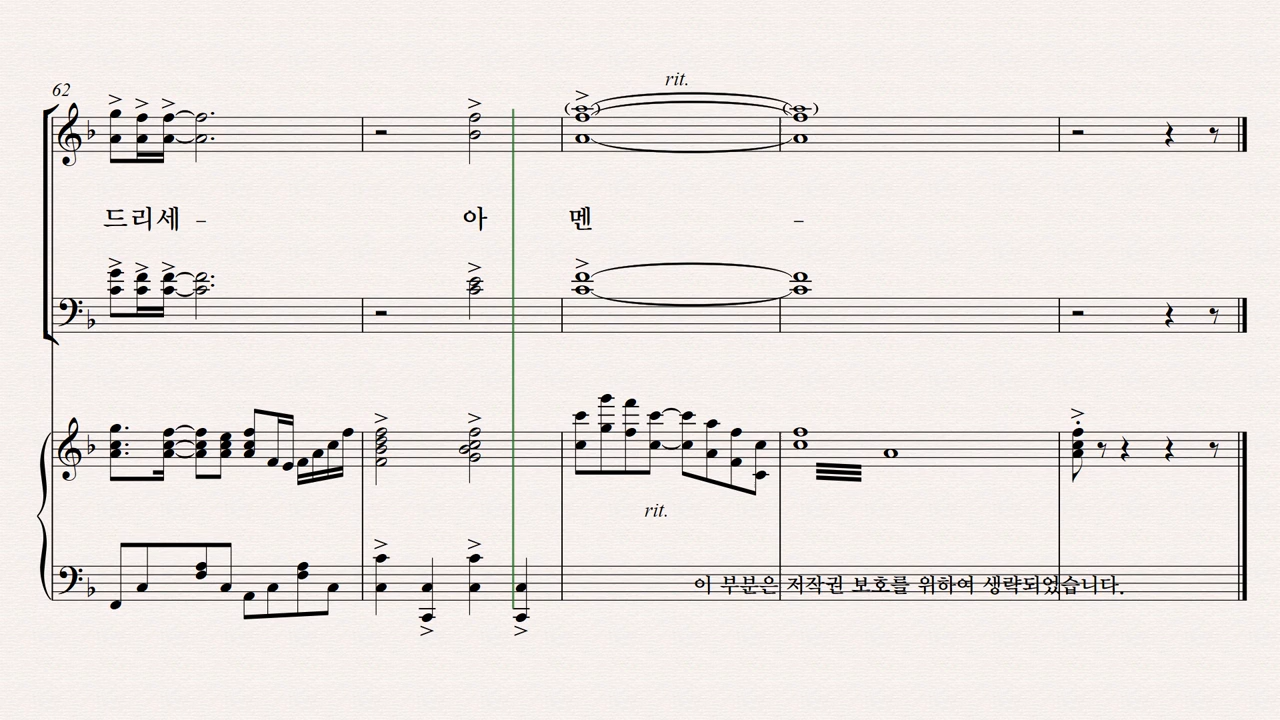 62
rit.
드리세 - 아 멘 -
rit.
이 부분은 저작권 보호를 위하여 생략되었습니다.